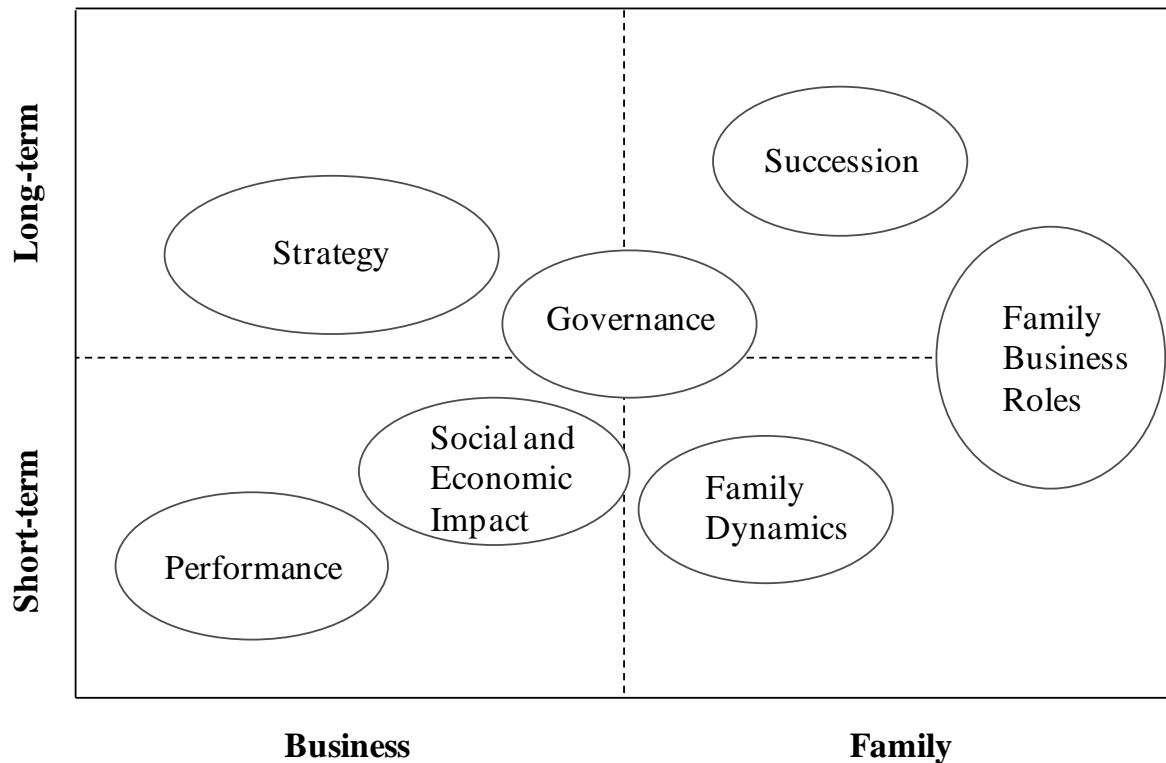 Long-term
Succession
Strategy
Governance
Family
Business
Roles
Social and
Economic
Impact
Family
Dynamics
Performance
Short-term
Business
Family